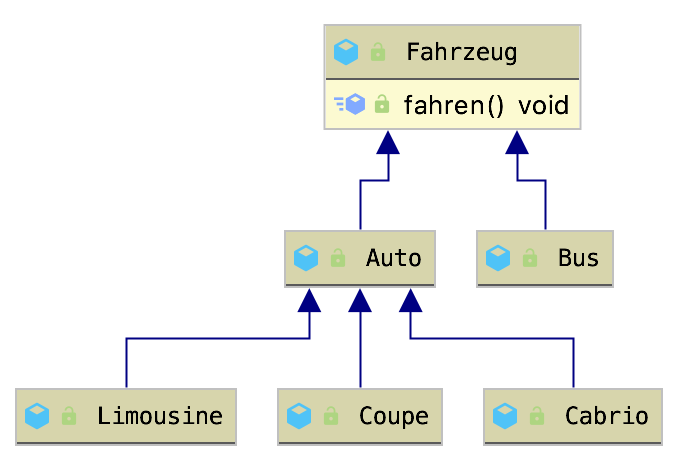 Fahrzeug
fahren() void
Auto
Bus
Limousine
Coupe
Cabrio